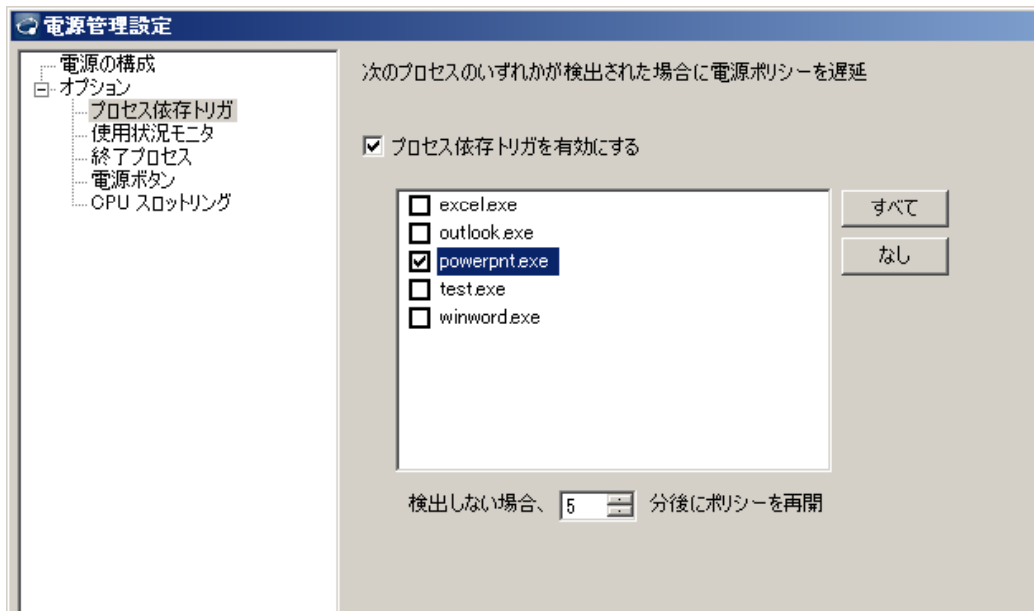 電源管理設定
電源の構成
オプション
プロセス依存トリガ
使用状況モニタ
終了プロセス
電源ボタン
CPU スロットリング
次のプロセスのいずれかが検出された場合に電源ポリシーを遅延
プロセス依存トリガを有効にする
excel.exe
outlook.exe
powerpnt.exe
test.exe
winword.exe
すべて
なし
検出しない場合、 5 分後にポリシーを再開